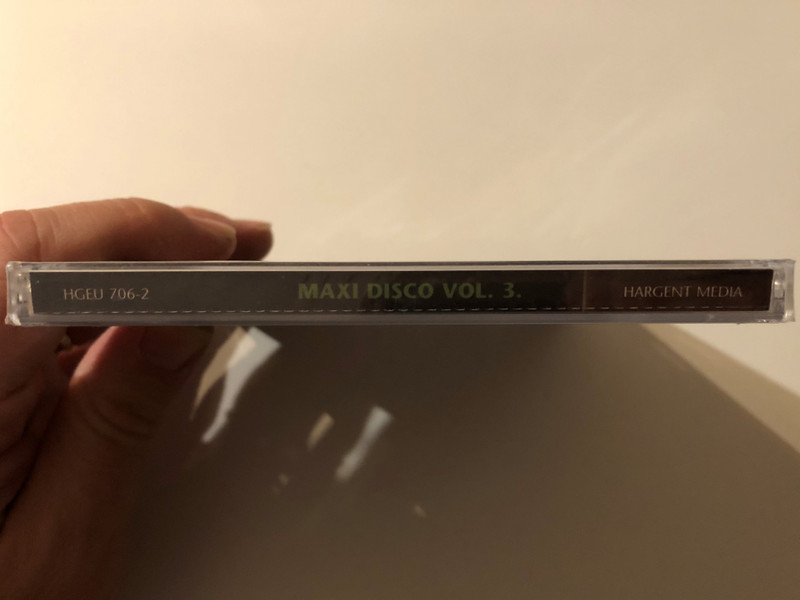 HGEU 706-2 MAXI DISCO VOL. 3. HARGENT MEDIA